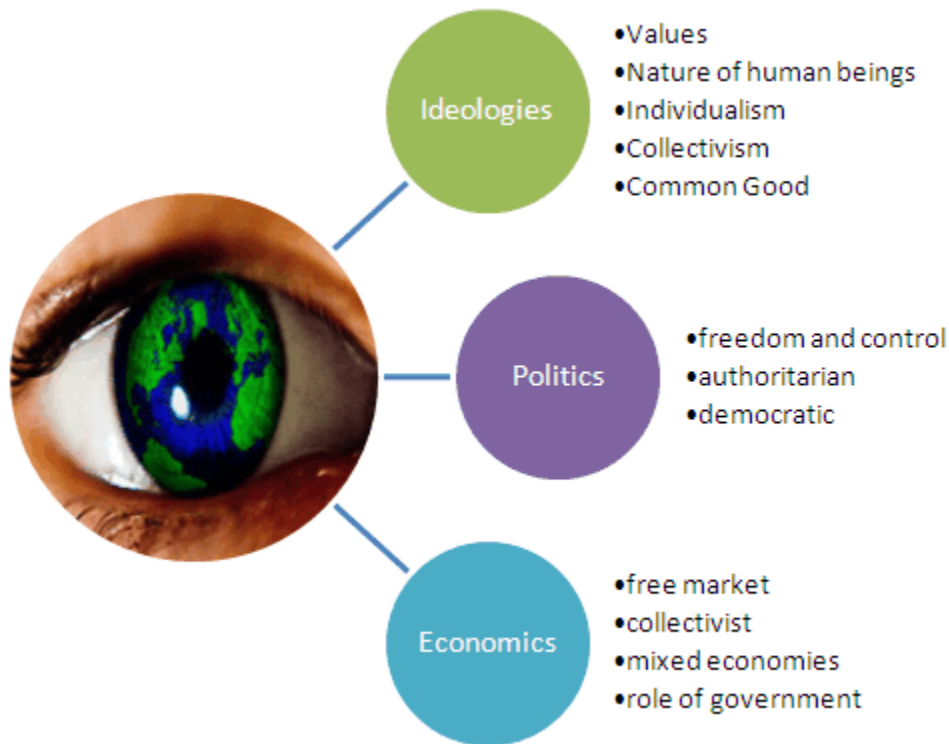 Ideologies
•Values
•Nature of human beings
•Individualism
•Collectivism
•Common Good
Politics
•freedom and control
•authoritarian
•democratic
Economics
•free market
•collectivist
•mixed economies
•role of government